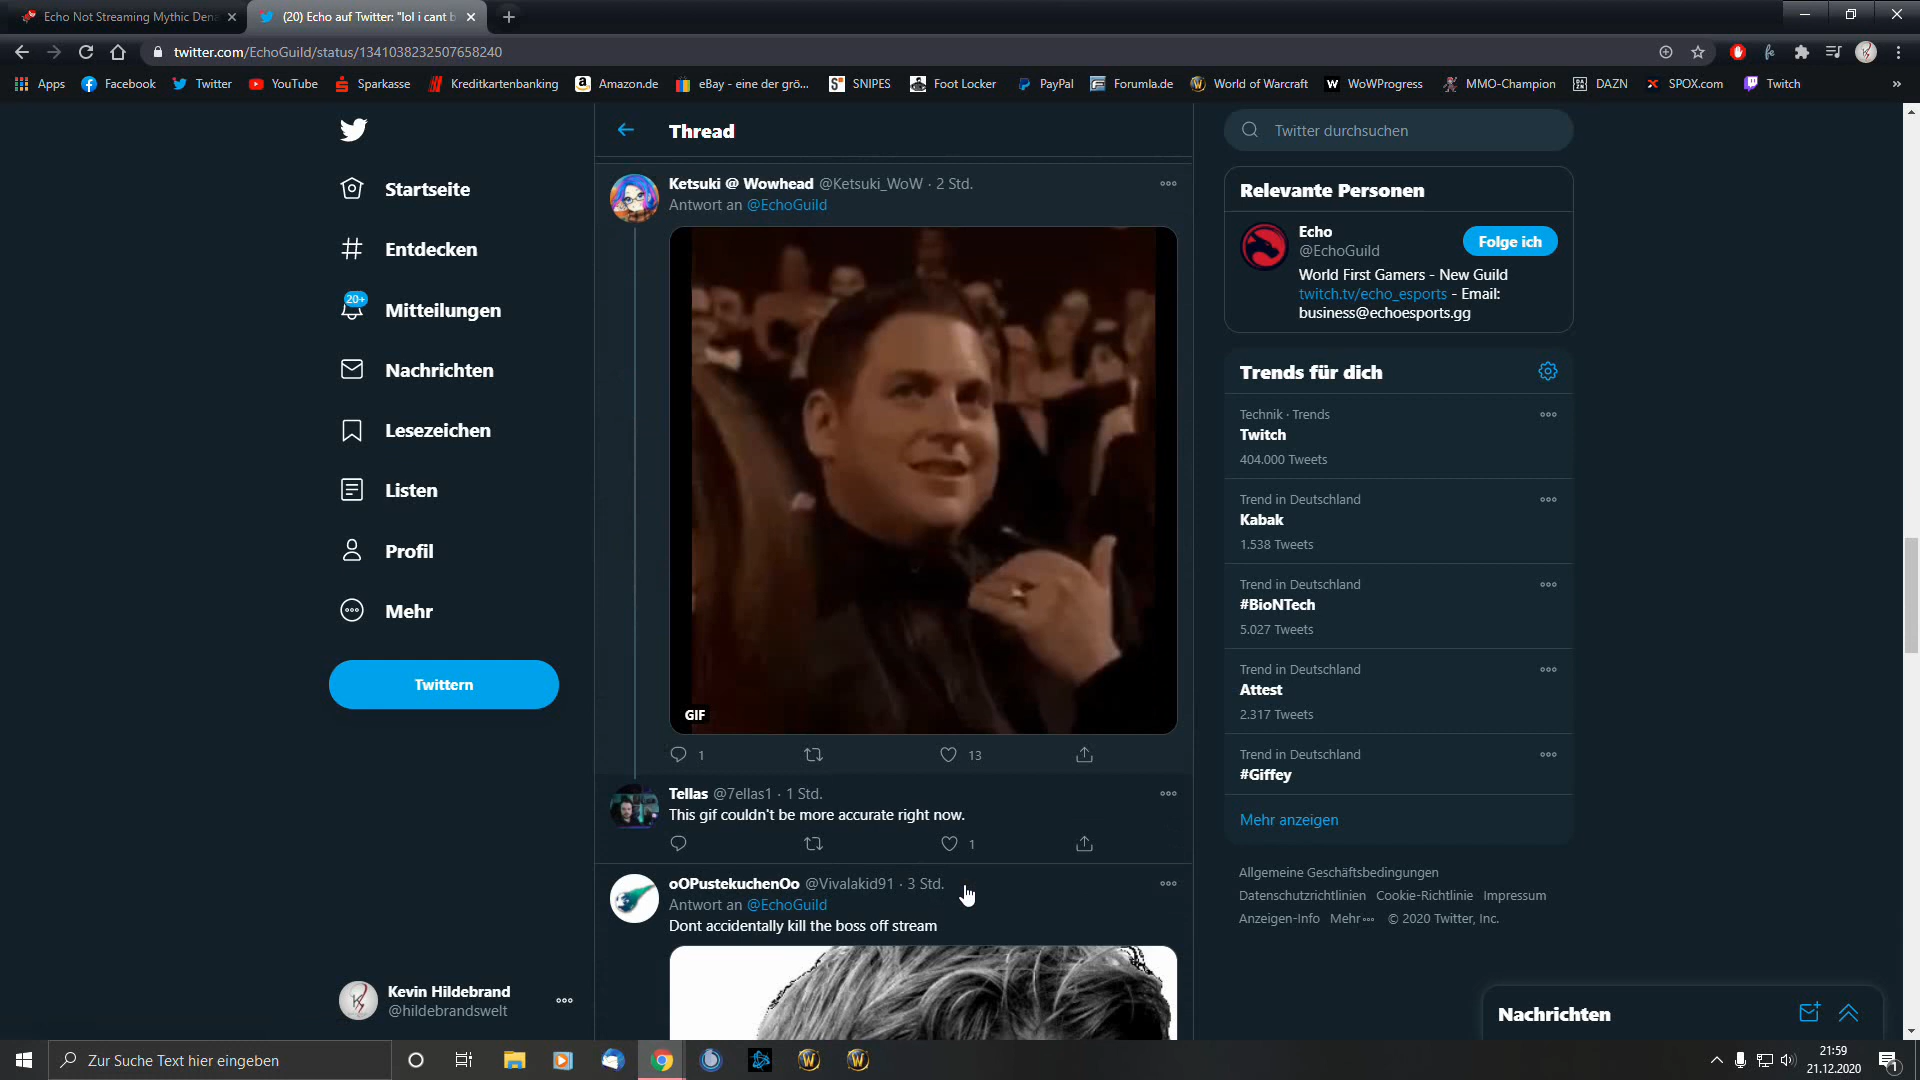 Echo Not Streaming Mythic Dena
(20) Echo auf Twitter: "lol i cant b
twitter.com/EchoGuild/status/1341038232507658240
Apps
Facebook
Twitter
YouTube
Sparkasse
Kreditkartenbanking
Amazon.de
eBay - eine der grö...
SNIPES
Foot Locker
PayPal
Forumla.de
World of Warcraft
WoWProgress
MMO-Champion
DAZN
SPOX.com
Twitch
»
Startseite
Entdecken
20+
Mitteilungen
Nachrichten
Lesezeichen
Listen
Profil
Mehr
Twittern
Kevin Hildebrand
@hildebrandswelt
Thread
Ketsuki @ Wowhead @Ketsuki_WoW · 2 Std.
Antwort an @EchoGuild
GIF
1
13
Tellas @7ellas1 · 1 Std.
This gif couldn't be more accurate right now.
1
oOPustekuchenOo @Vivalakid91 · 3 Std.
Antwort an @EchoGuild
Dont accidentally kill the boss off stream
Twitter durchsuchen
Relevante Personen
Echo
@EchoGuild
Folge ich
World First Gamers - New Guild
twitch.tv/echo_esports - Email:
business@echoesports.gg
Trends für dich
Technik · Trends
Twitch
404.000 Tweets
Trend in Deutschland
Kabak
1.538 Tweets
Trend in Deutschland
#BioNTech
5.027 Tweets
Trend in Deutschland
Attest
2.317 Tweets
Trend in Deutschland
#Giffey
Mehr anzeigen
Allgemeine Geschäftsbedingungen
Datenschutzrichtlinien Cookie-Richtlinie Impressum
Anzeigen-Info Mehr © 2020 Twitter, Inc.
Nachrichten
Zur Suche Text hier eingeben
21:59
21.12.2020
1